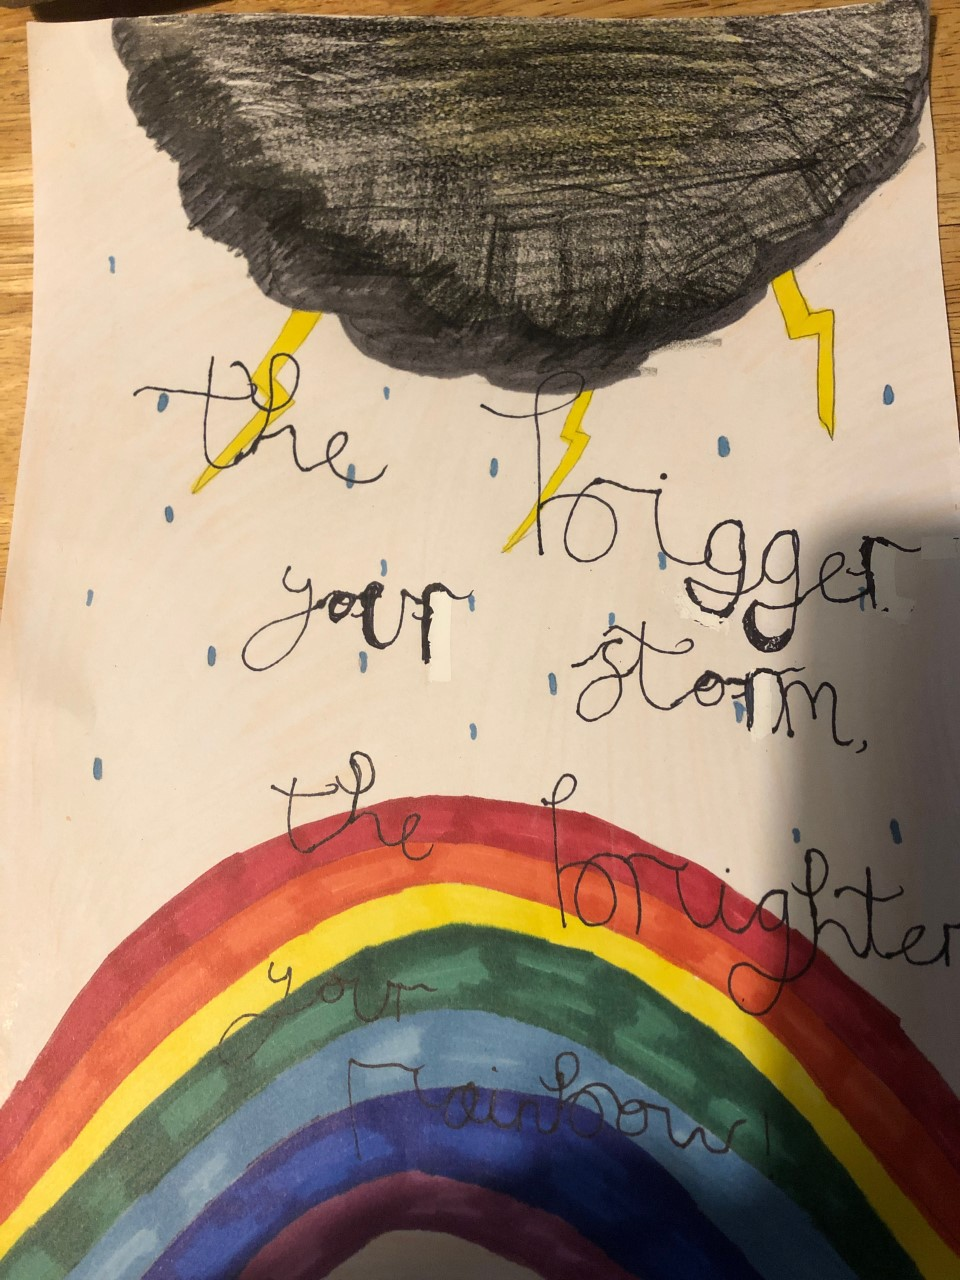 the bigger
your storm,
the brighter
your
rainbow!